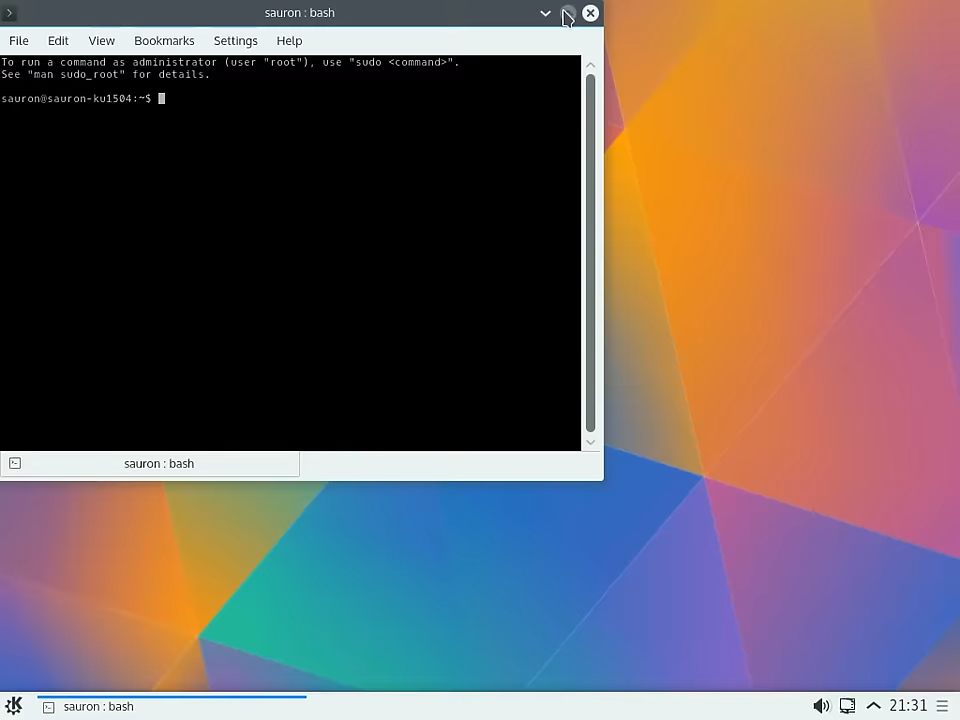 sauron : bash
File Edit View Bookmarks Settings Help
To run a command as administrator (user "root"), use "sudo <command>".
See "man sudo_root" for details.
sauron@sauron-ku1504:~$
sauron : bash
sauron : bash
21:31